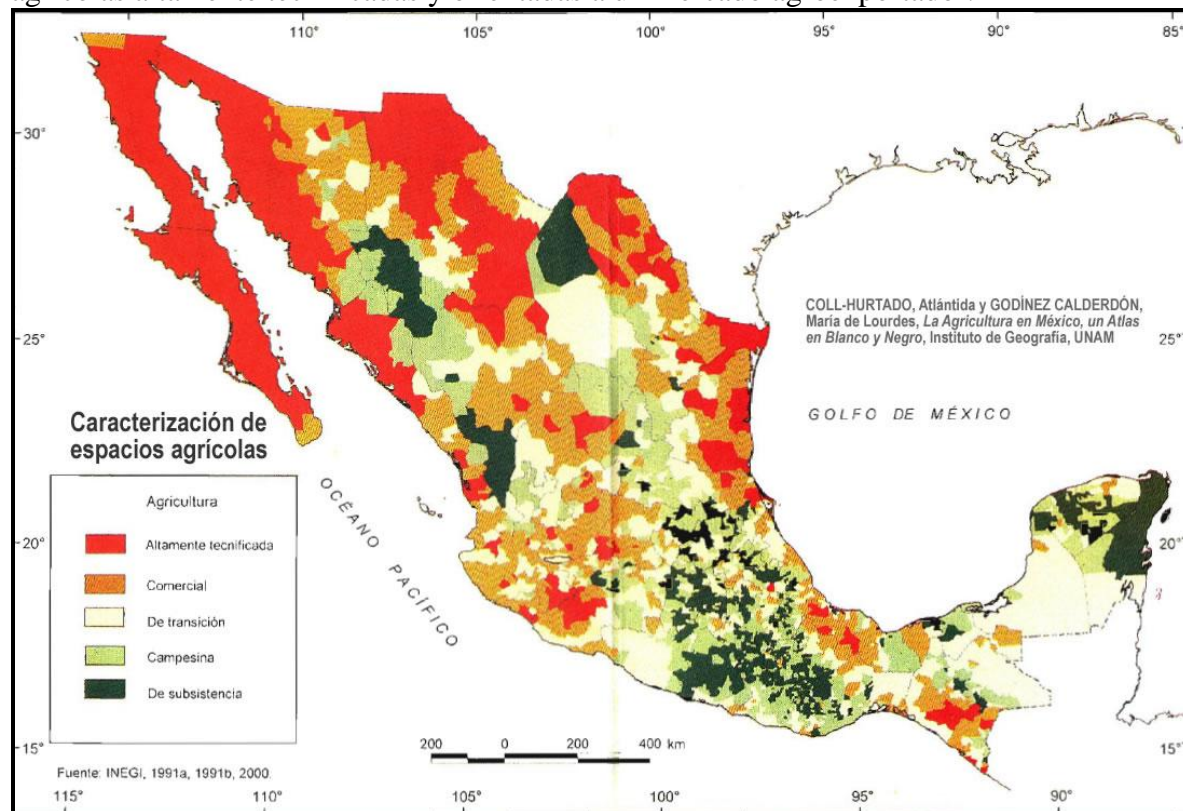 110° 105° 100° 95° 90° 85°
30°
25° 25°
20° 20°
15° 15°
115° 110° 105° 100° 95° 90°
COLL-HURTADO, Atlántida y GODÍNEZ CALDERDÓN,
María de Lourdes, La Agricultura en México, un Atlas
en Blanco y Negro, Instituto de Geografía, UNAM
GOLFO DE MÉXICO
OCÉANO PACÍFICO
Caracterización de
espacios agrícolas
Agricultura
Altamente tecnificada
Comercial
De transición
Campesina
De subsistencia
200 0 200 400 km
Fuente: INEGI, 1991a, 1991b, 2000.